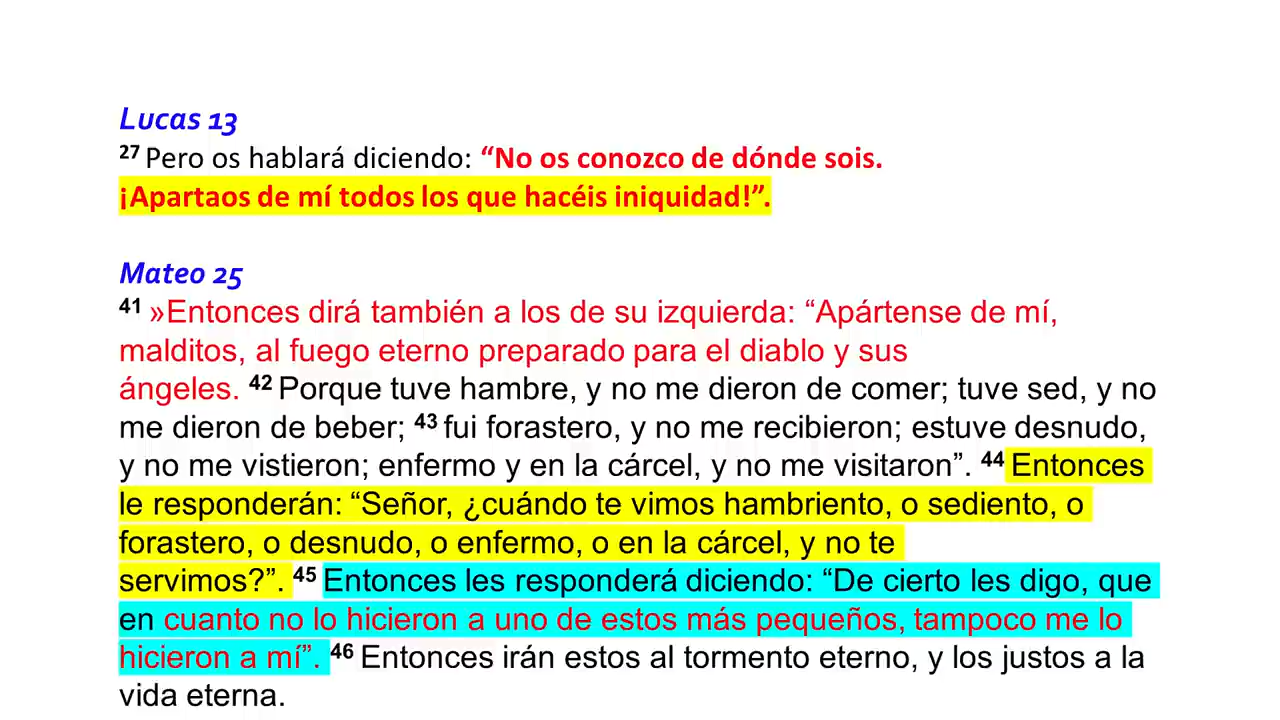 Lucas 13
27 Pero os hablará diciendo: “No os conozco de dónde sois.
¡Apartaos de mí todos los que hacéis iniquidad!”.
Mateo 25
41 »Entonces dirá también a los de su izquierda: “Apártense de mí,
malditos, al fuego eterno preparado para el diablo y sus
ángeles. 42 Porque tuve hambre, y no me dieron de comer; tuve sed, y no
me dieron de beber; 43 fui forastero, y no me recibieron; estuve desnudo,
y no me vistieron; enfermo y en la cárcel, y no me visitaron”. 44 Entonces
le responderán: “Señor, ¿cuándo te vimos hambriento, o sediento, o
forastero, o desnudo, o enfermo, o en la cárcel, y no te
servimos?”. 45 Entonces les responderá diciendo: “De cierto les digo, que
en cuanto no lo hicieron a uno de estos más pequeños, tampoco me lo
hicieron a mí”. 46 Entonces irán estos al tormento eterno, y los justos a la
vida eterna.